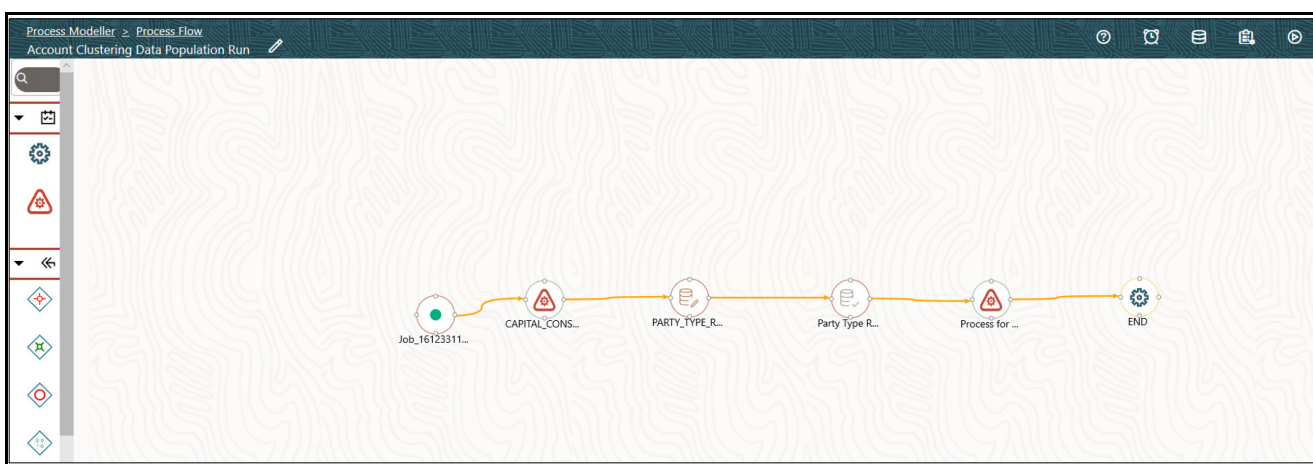 Process Modeller > Process Flow
Account Clustering Data Population Run
Job_16123311...
CAPITAL_CONS...
PARTY_TYPE_R...
Party Type R...
Process for ...
END